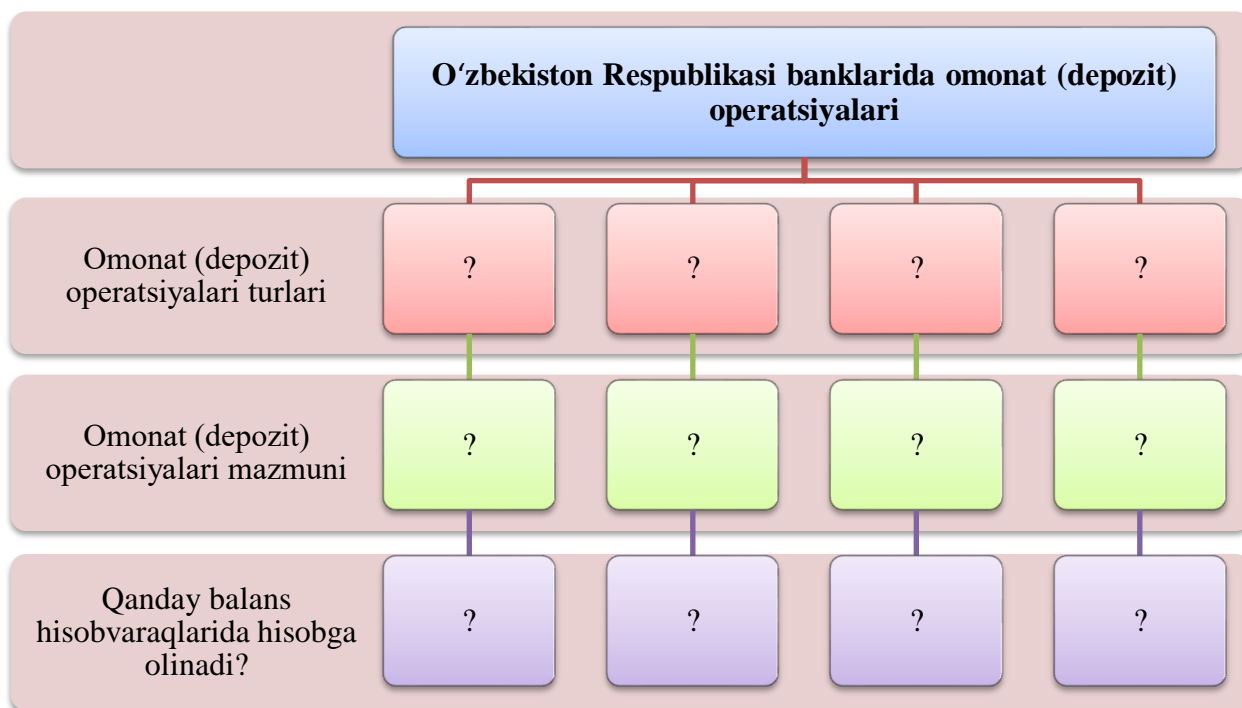 O‘zbekiston Respublikasi banklarida omonat (depozit)
operatsiyalari
Omonat (depozit)
operatsiyalari turlari
?
?
?
?
Omonat (depozit)
operatsiyalari mazmuni
?
?
?
?
Qanday balans
hisobvaraqlarida hisobga
olinadi?
?
?
?
?